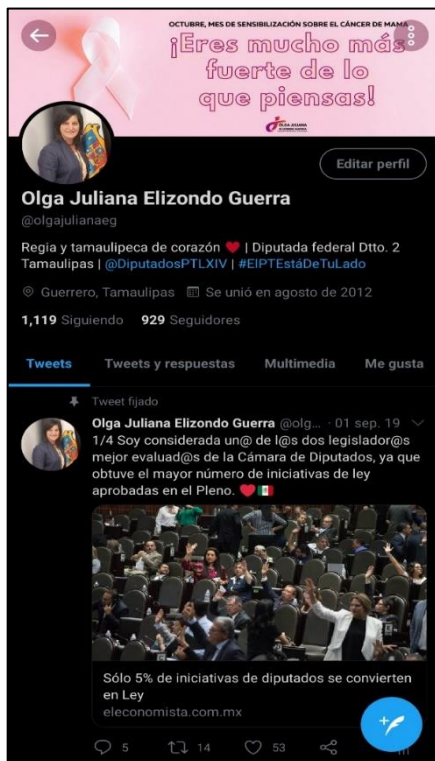 OCTUBRE, MES DE SENSIBILIZACIÓN SOBRE EL CÁNCER DE MAMA
¡Eres mucho más
fuerte de lo
que piensas!
OLGA JULIANA
Editar perfil
Olga Juliana Elizondo Guerra
@olgajulianaeg
Regia y tamaulipeca de corazón ❤️ | Diputada federal Dtto. 2
Tamaulipas | @DiputadosPTLXIV | #ElPTEstáDeTuLado
Guerrero, Tamaulipas Se unió en agosto de 2012
1,119 Siguiendo 929 Seguidores
Tweets Tweets y respuestas Multimedia Me gusta
Tweet fijado
Olga Juliana Elizondo Guerra @olg... · 01 sep. 19
1/4 Soy considerada un@ de l@s dos legislador@s
mejor evaluad@s de la Cámara de Diputados, ya que
obtuve el mayor número de iniciativas de ley
aprobadas en el Pleno. ❤️🇲🇽
Sólo 5% de iniciativas de diputados se convierten
en Ley
eleconomista.com.mx
5 14 53